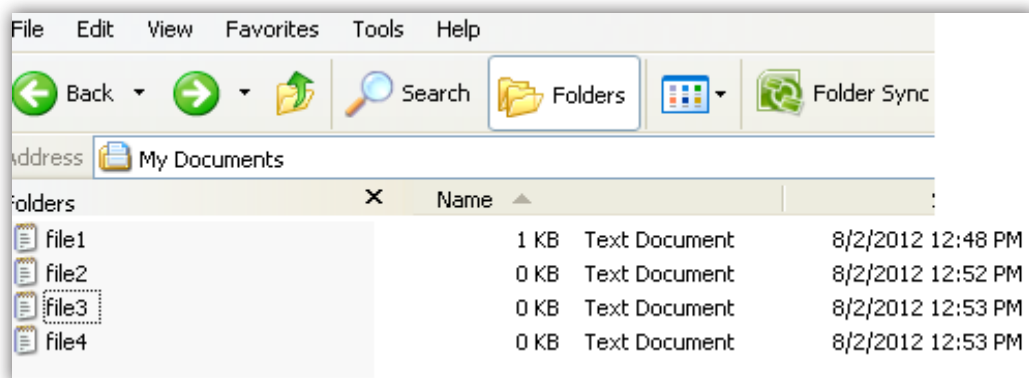 File Edit View Favorites Tools Help
Back Search Folders Folder Sync
Address My Documents
Folders X Name
file1 1 KB Text Document 8/2/2012 12:48 PM
file2 0 KB Text Document 8/2/2012 12:52 PM
file3 0 KB Text Document 8/2/2012 12:53 PM
file4 0 KB Text Document 8/2/2012 12:53 PM